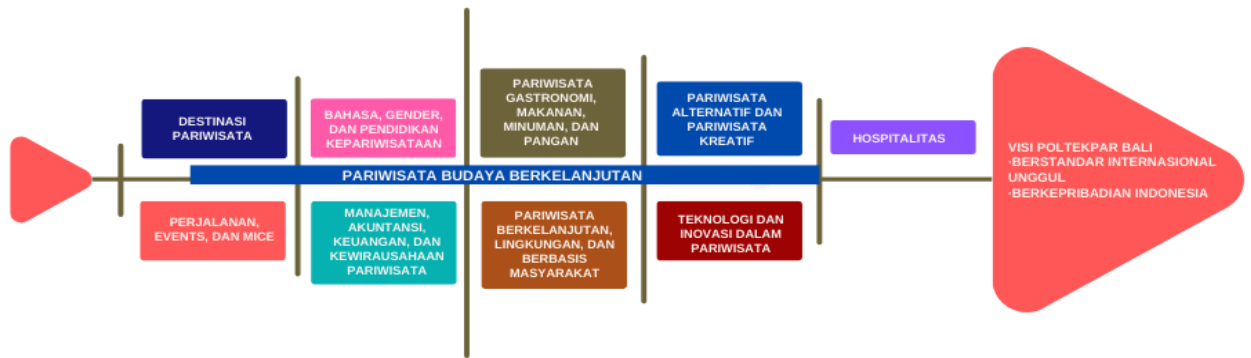 DESTINASI
PARIWISATA
BAHASA, GENDER,
DAN PENDIDIKAN
KEPARIWISATAAN
PARIWISATA
GASTRONOMI,
MAKANAN,
MINUMAN, DAN
PANGAN
PARIWISATA
ALTERNATIF DAN
PARIWISATA
KREATIF
HOSPITALITAS
PARIWISATA BUDAYA BERKELANJUTAN
PERJALANAN,
EVENTS, DAN MICE
MANAJEMEN,
AKUNTANSI,
KEUANGAN, DAN
KEWIRAUSAHAAN
PARIWISATA
PARIWISATA
BERKELANJUTAN,
LINGKUNGAN, DAN
BERBASIS
MASYARAKAT
TEKNOLOGI DAN
INOVASI DALAM
PARIWISATA
VISI POLTEKPAR BALI
·BERSTANDAR INTERNASIONAL
UNGGUL
·BERKEPRIBADIAN INDONESIA